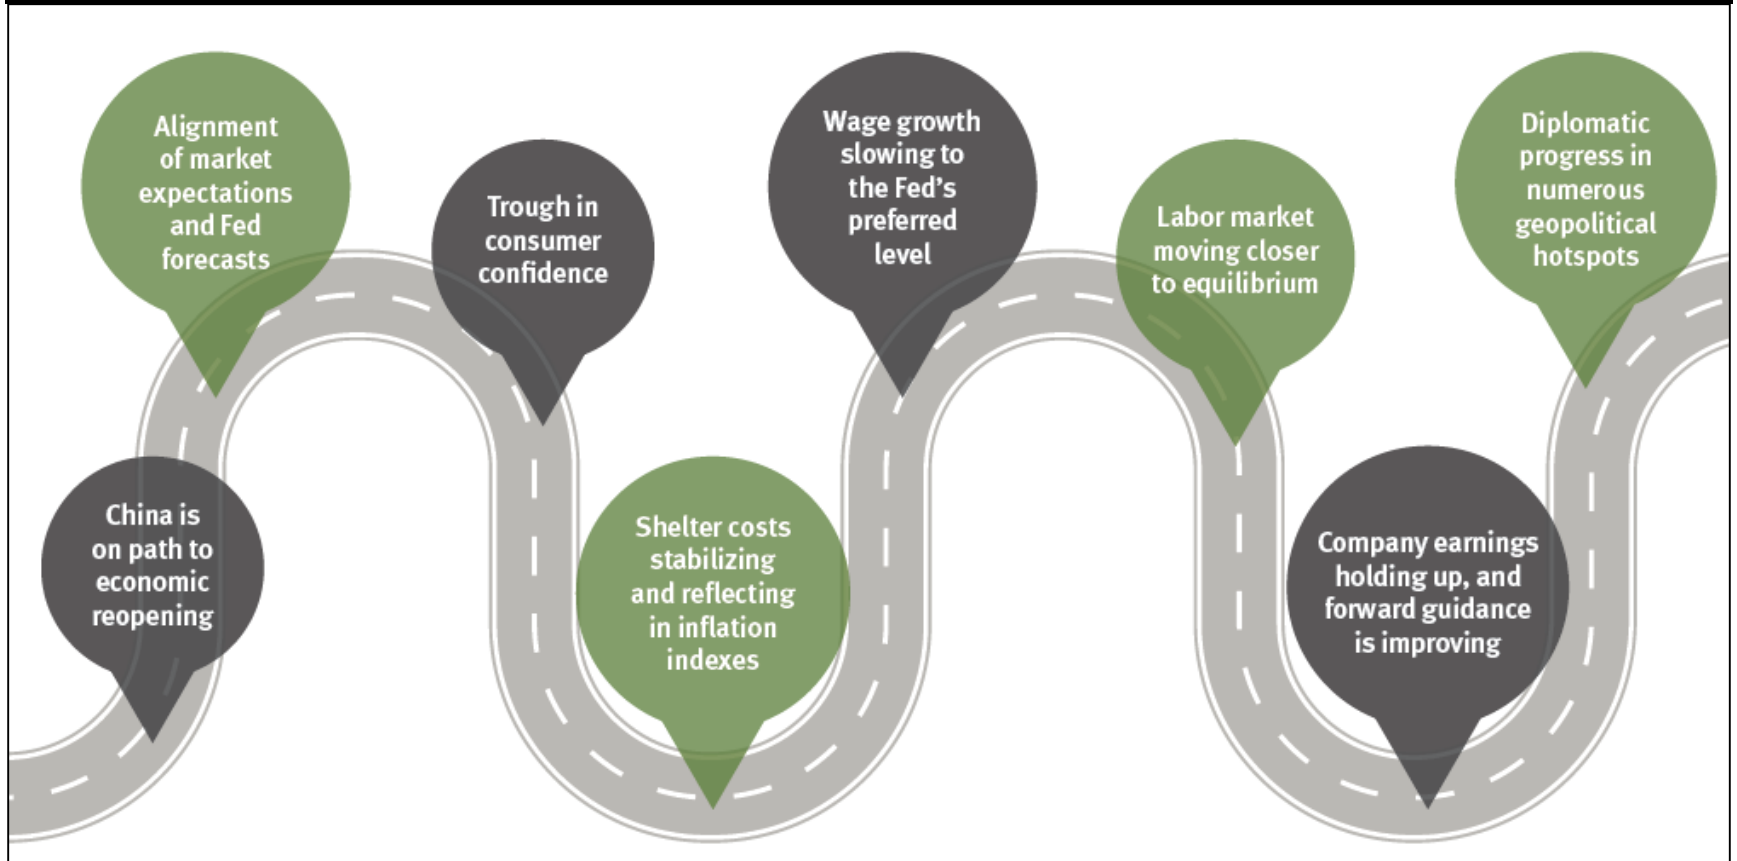 China is
on path to
economic
reopening
Alignment
of market
expectations
and Fed
forecasts
Trough in
consumer
confidence
Shelter costs
stabilizing
and reflecting
in inflation
indexes
Wage growth
slowing to
the Fed’s
preferred
level
Labor market
moving closer
to equilibrium
Company earnings
holding up, and
forward guidance
is improving
Diplomatic
progress in
numerous
geopolitical
hotspots